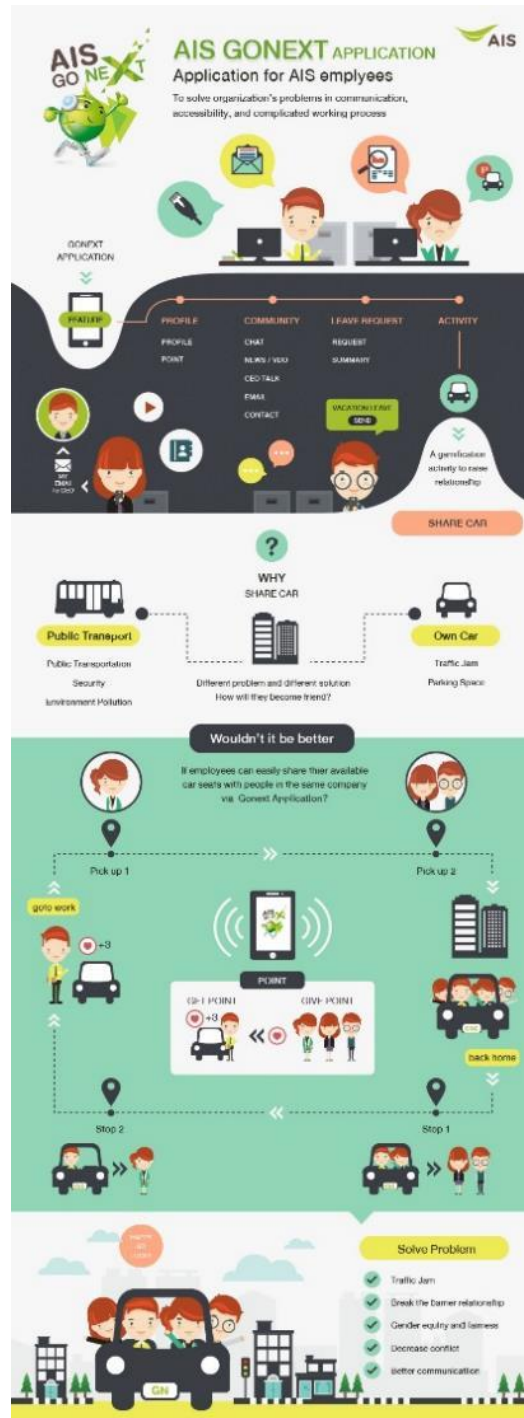 AIS
GO NEXT
AIS GONEXT APPLICATION
AIS
Application for AIS emplyees
To solve organization's problems in communication,
accessibility, and complicated working process
GONEXT
APPLICATION
FEATURE
PROFILE
PROFILE
POINT
COMMUNITY
CHAT
NEWS / VDO
CEO TALK
EMAIL
CONTACT
LEAVE REQUEST
REQUEST
SUMMARY
ACTIVITY
VACATION LEAVE
SEND
EMAIL
to CEO
A gamification
activity to raise
relationship
SHARE CAR
?
WHY
SHARE CAR
Public Transport
Public Transportation
Security
Environment Pollution
Different problem and different solution
How will they become friend?
Own Car
Traffic Jam
Parking Space
Wouldn't it be better
If employees can easily share thier available
car seats with people in the same company
via Gonext Application?
Pick up 1
Pick up 2
goto work
+3
POINT
GET POINT
GIVE POINT
+3
back home
Stop 2
Stop 1
Solve Problem
Traffic Jam
Break the barrier relationship
Gender equity and fairness
Decrease conflict
Better communication
GN